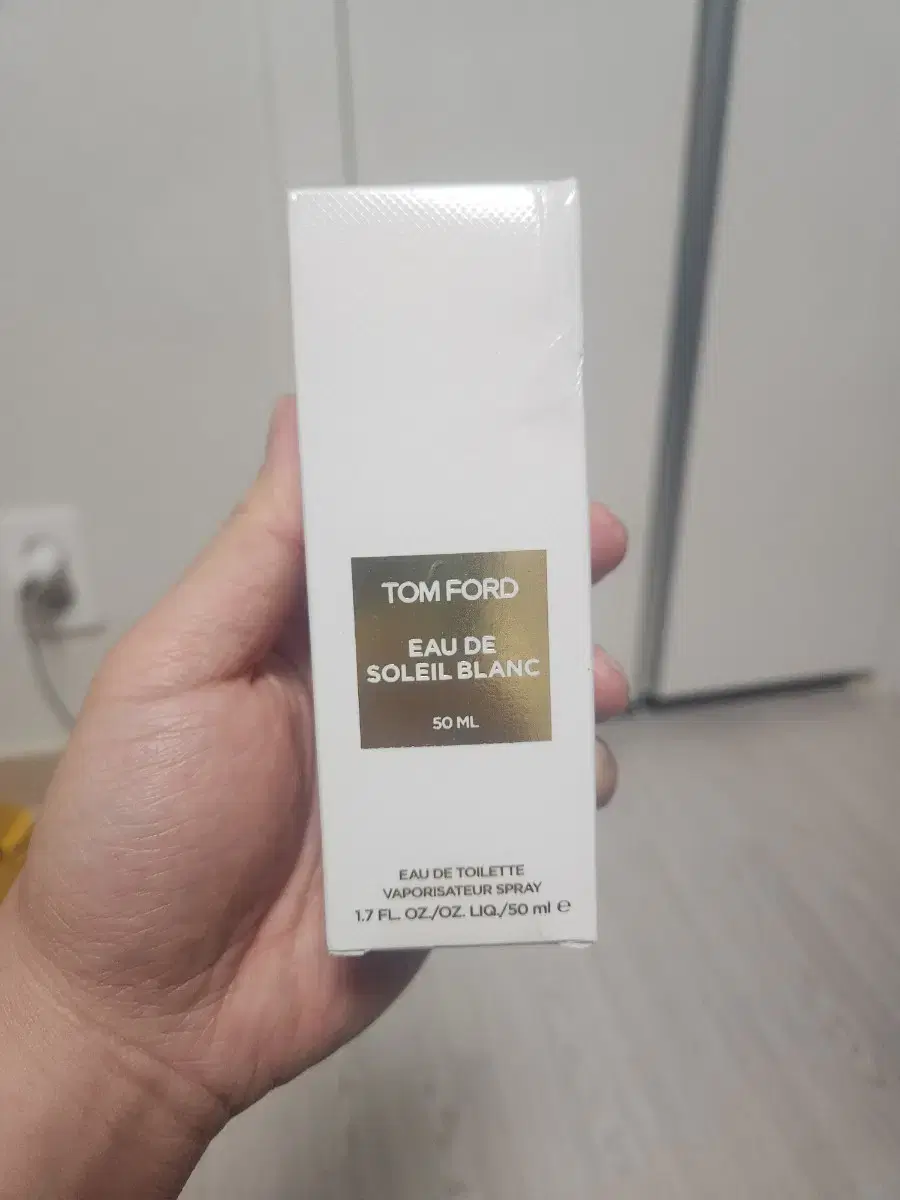 TOM FORD
EAU DE
SOLEIL BLANC
50 ML
EAU DE TOILETTE
VAPORISATEUR SPRAY
1.7 FL. OZ./OZ. LIQ./50 ml ℮